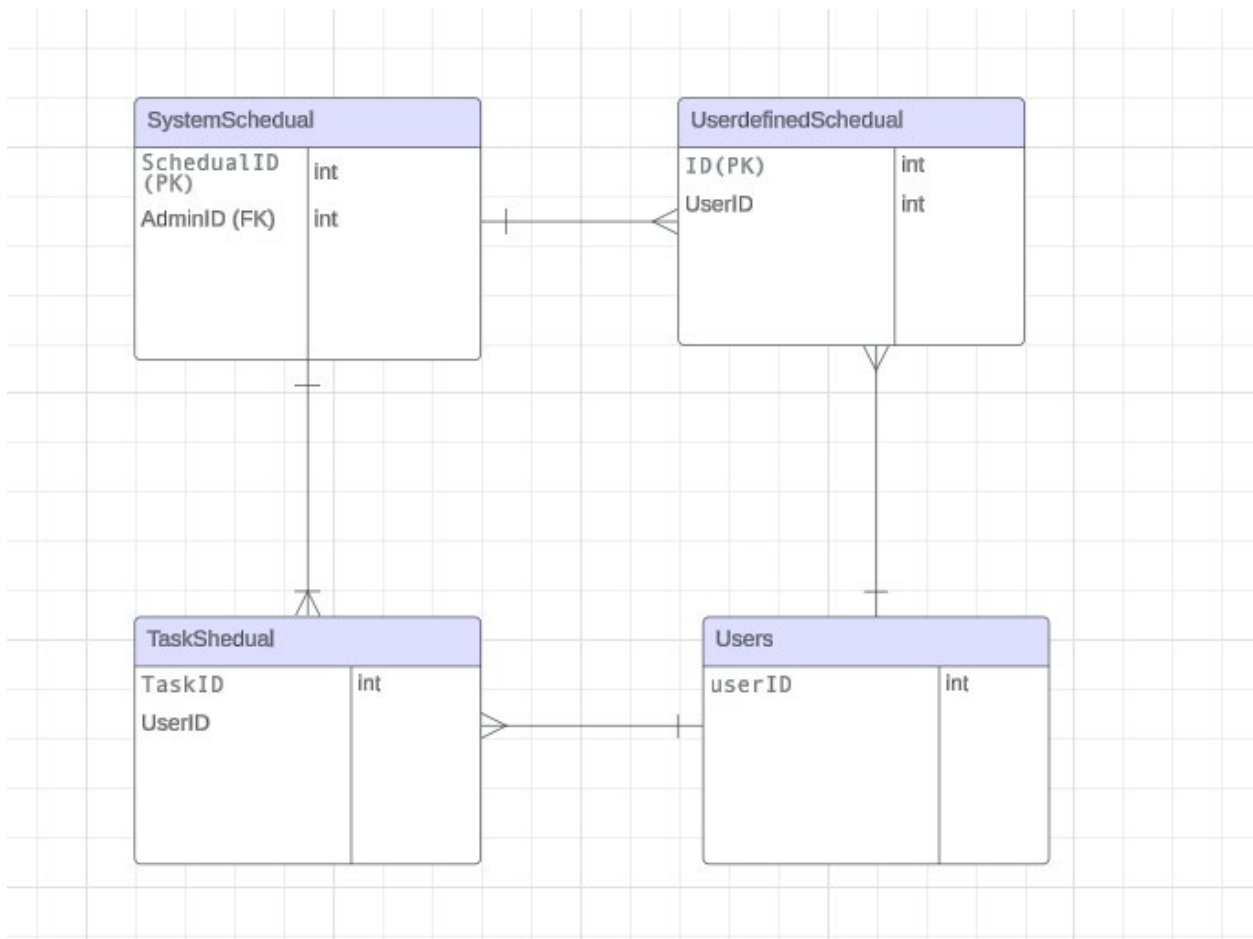 SystemSchedual
SchedualID
(PK)
int
AdminID (FK)
int
UserdefinedSchedual
ID(PK)
int
UserID
int
TaskShedual
TaskID
int
UserID
Users
userID
int